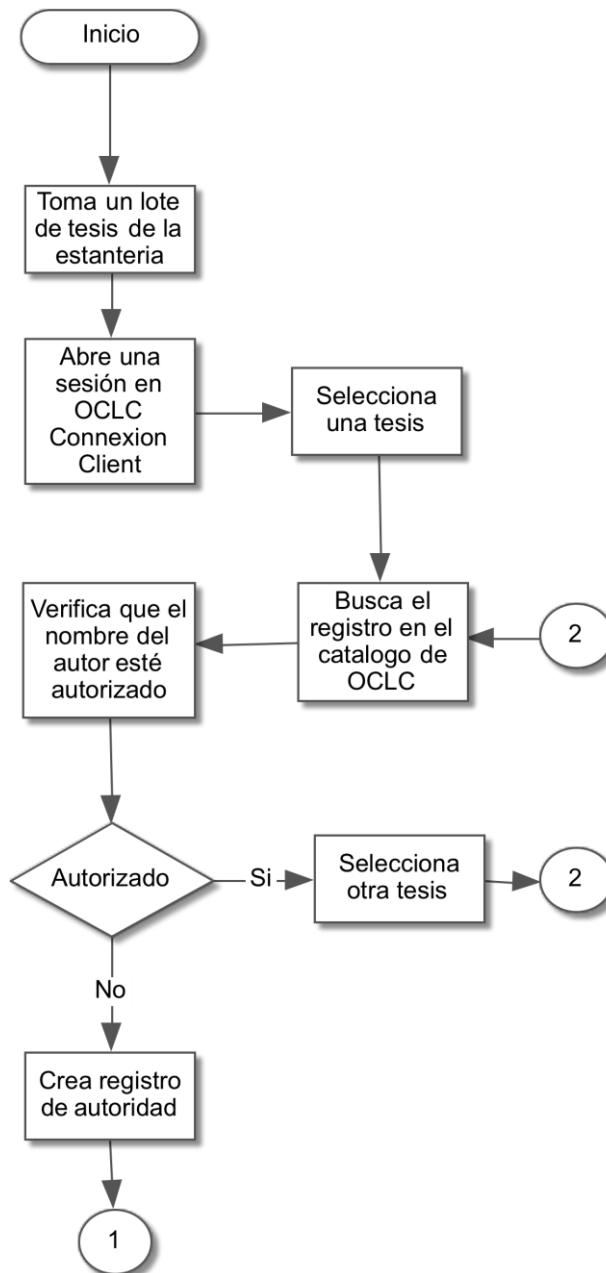 Inicio
Toma un lote
de tesis de la
estanteria
Abre una
sesión en
OCLC
Connexion
Client
Selecciona
una tesis
Busca el
registro en el
catalogo de
OCLC
2
Verifica que el
nombre del
autor esté
autorizado
Autorizado
Si
Selecciona
otra tesis
2
No
Crea registro
de autoridad
1